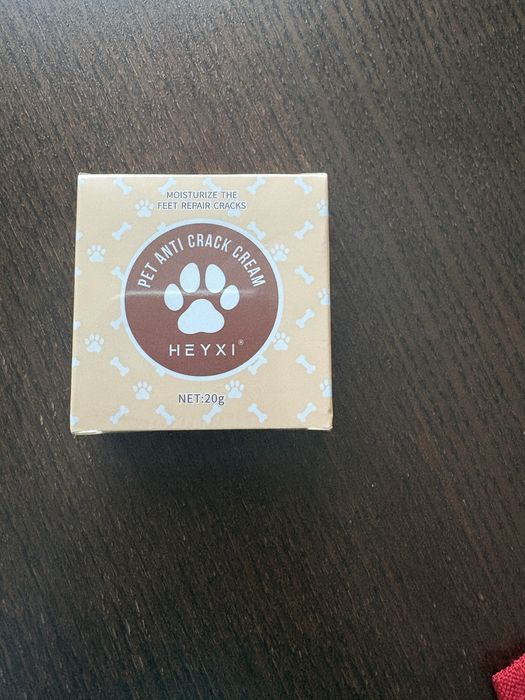 MOISTURIZE THE
FEET REPAIR CRACKS
PET ANTI CRACK CREAM
HEYXI®
NET:20g